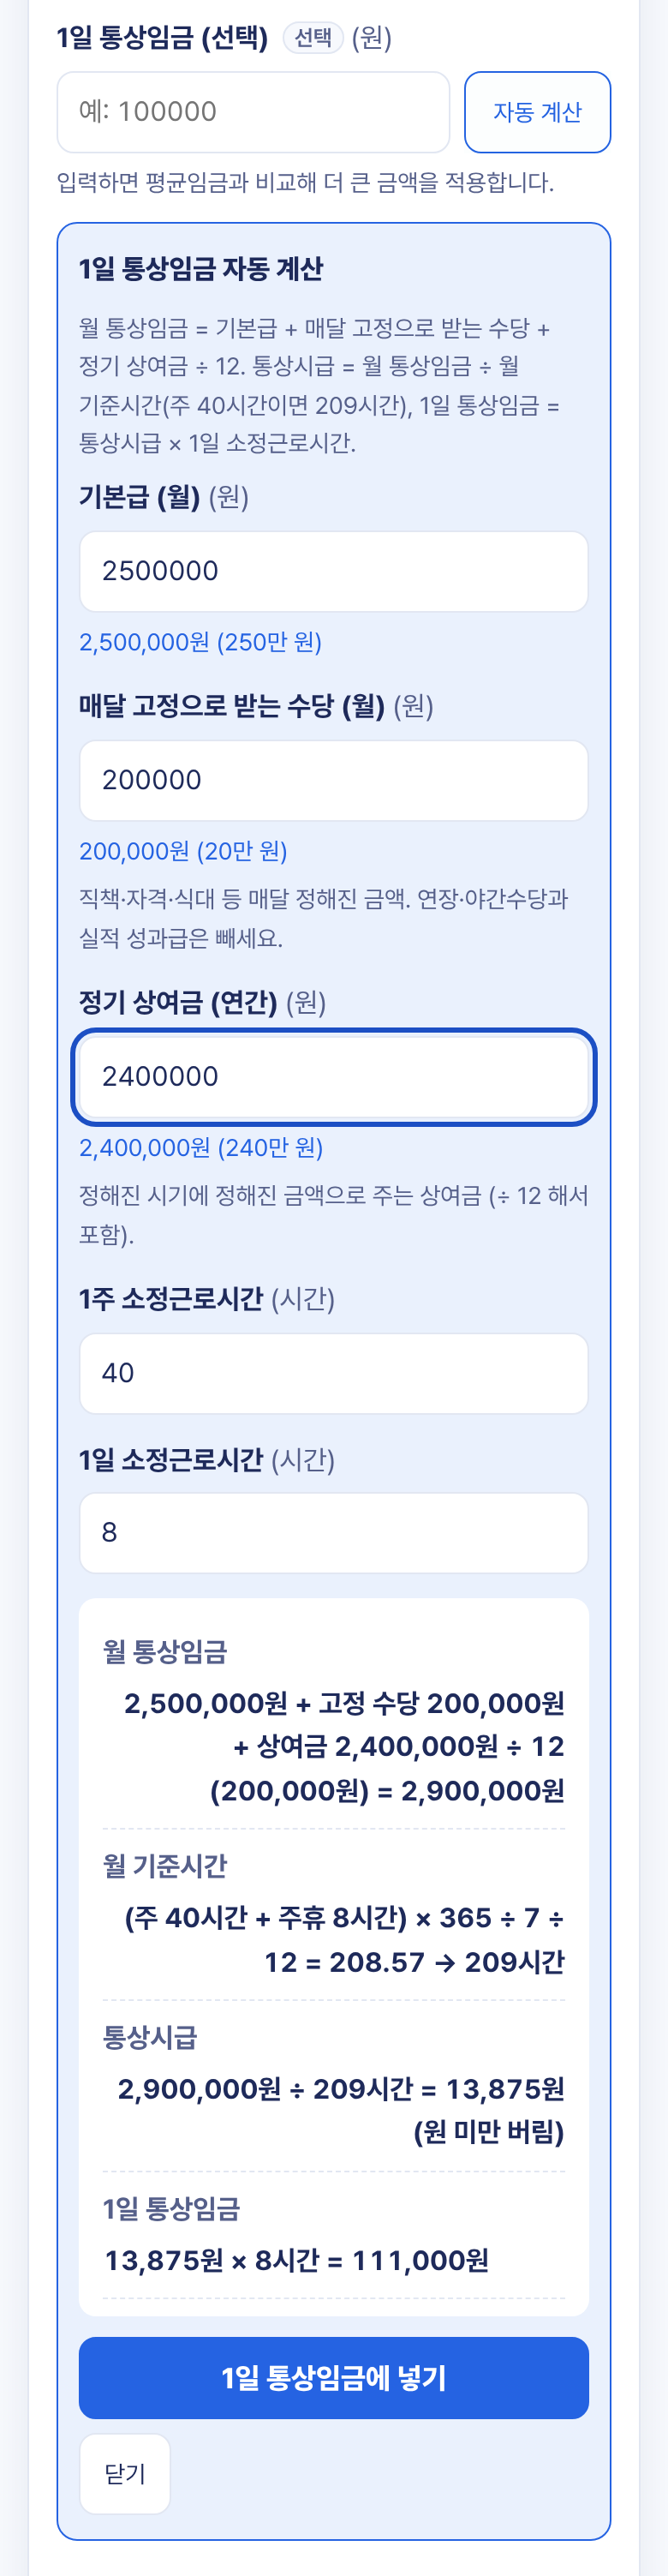 1일 통상임금 (선택) 선택 (원)
예: 100000
자동 계산
입력하면 평균임금과 비교해 더 큰 금액을 적용합니다.
1일 통상임금 자동 계산
월 통상임금 = 기본급 + 매달 고정으로 받는 수당 +
정기 상여금 ÷ 12. 통상시급 = 월 통상임금 ÷ 월
기준시간(주 40시간이면 209시간), 1일 통상임금 =
통상시급 × 1일 소정근로시간.
기본급 (월) (원)
2500000
2,500,000원 (250만 원)
매달 고정으로 받는 수당 (월) (원)
200000
200,000원 (20만 원)
직책·자격·식대 등 매달 정해진 금액. 연장·야간수당과
실적 성과급은 빼세요.
정기 상여금 (연간) (원)
2400000
2,400,000원 (240만 원)
정해진 시기에 정해진 금액으로 주는 상여금 (÷ 12 해서
포함).
1주 소정근로시간 (시간)
40
1일 소정근로시간 (시간)
8
월 통상임금
2,500,000원 + 고정 수당 200,000원
+ 상여금 2,400,000원 ÷ 12
(200,000원) = 2,900,000원
월 기준시간
(주 40시간 + 주휴 8시간) × 365 ÷ 7 ÷
12 = 208.57 → 209시간
통상시급
2,900,000원 ÷ 209시간 = 13,875원
(원 미만 버림)
1일 통상임금
13,875원 × 8시간 = 111,000원
1일 통상임금에 넣기
닫기